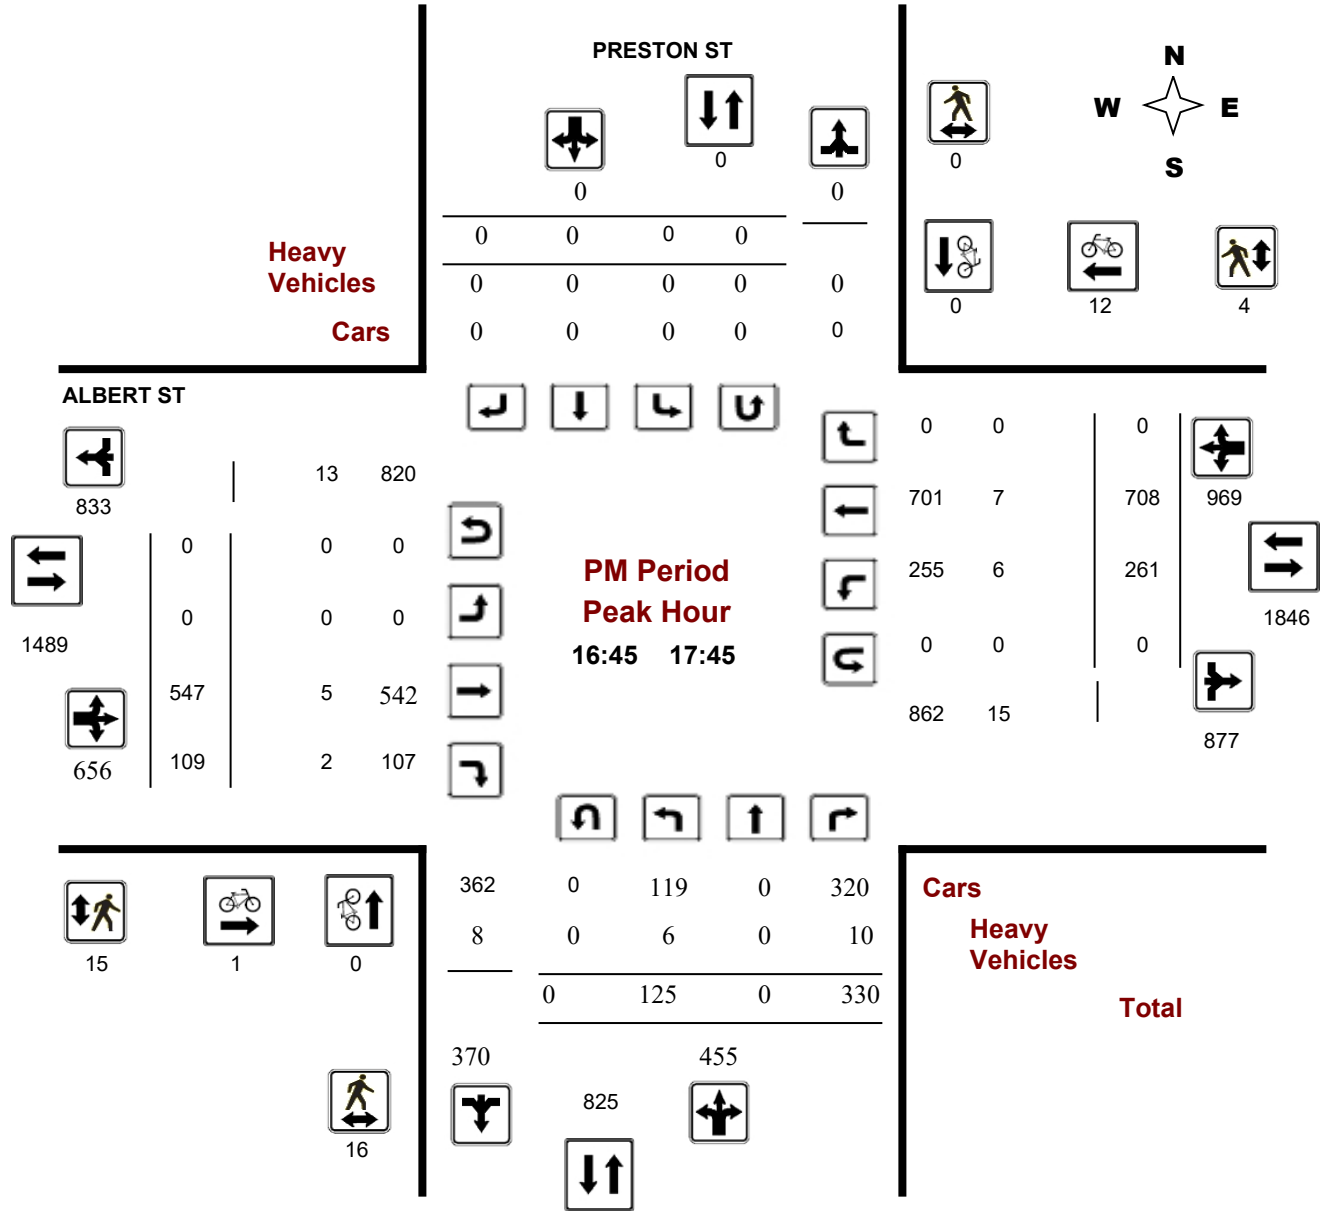 PRESTON ST
N
W E
S
0
0
0 0
0
0 0 0 0
Heavy
Vehicles
0 0 0 0 0
0 12 4
Cars
0 0 0 0 0
ALBERT ST
0 0 0
13 820
833
701 7 708 969
0 0 0
PM Period
255 6 261
0 0 0
Peak Hour
1846
1489
16:45 17:45
0 0 0
547 5 542
862 15
877
656
109 2 107
362 0 119 0 320
Cars
8 0 6 0 10
Heavy
Vehicles
15 1 0
0 125 0 330
Total
370 455
825
16